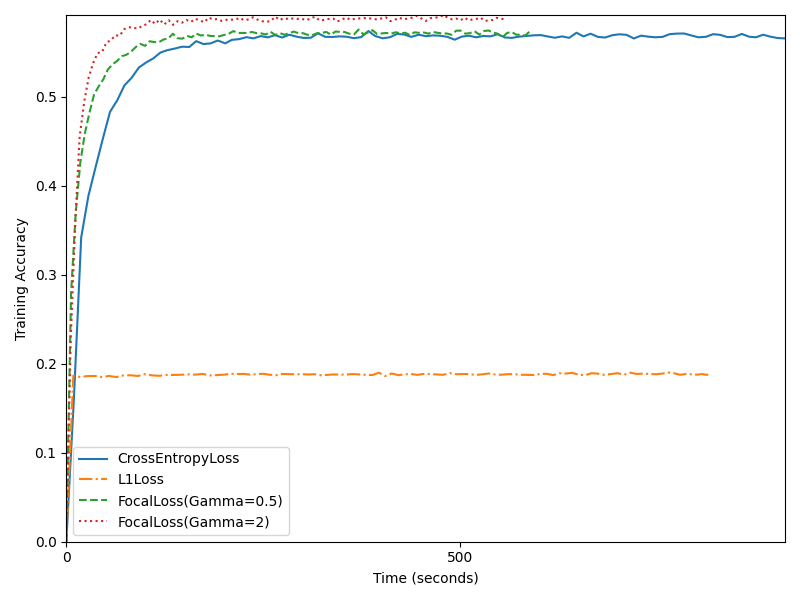 Training Accuracy
0.5
0.4
0.3
0.2
0.1
0.0
CrossEntropyLoss
L1Loss
FocalLoss(Gamma=0.5)
FocalLoss(Gamma=2)
0
500
Time (seconds)